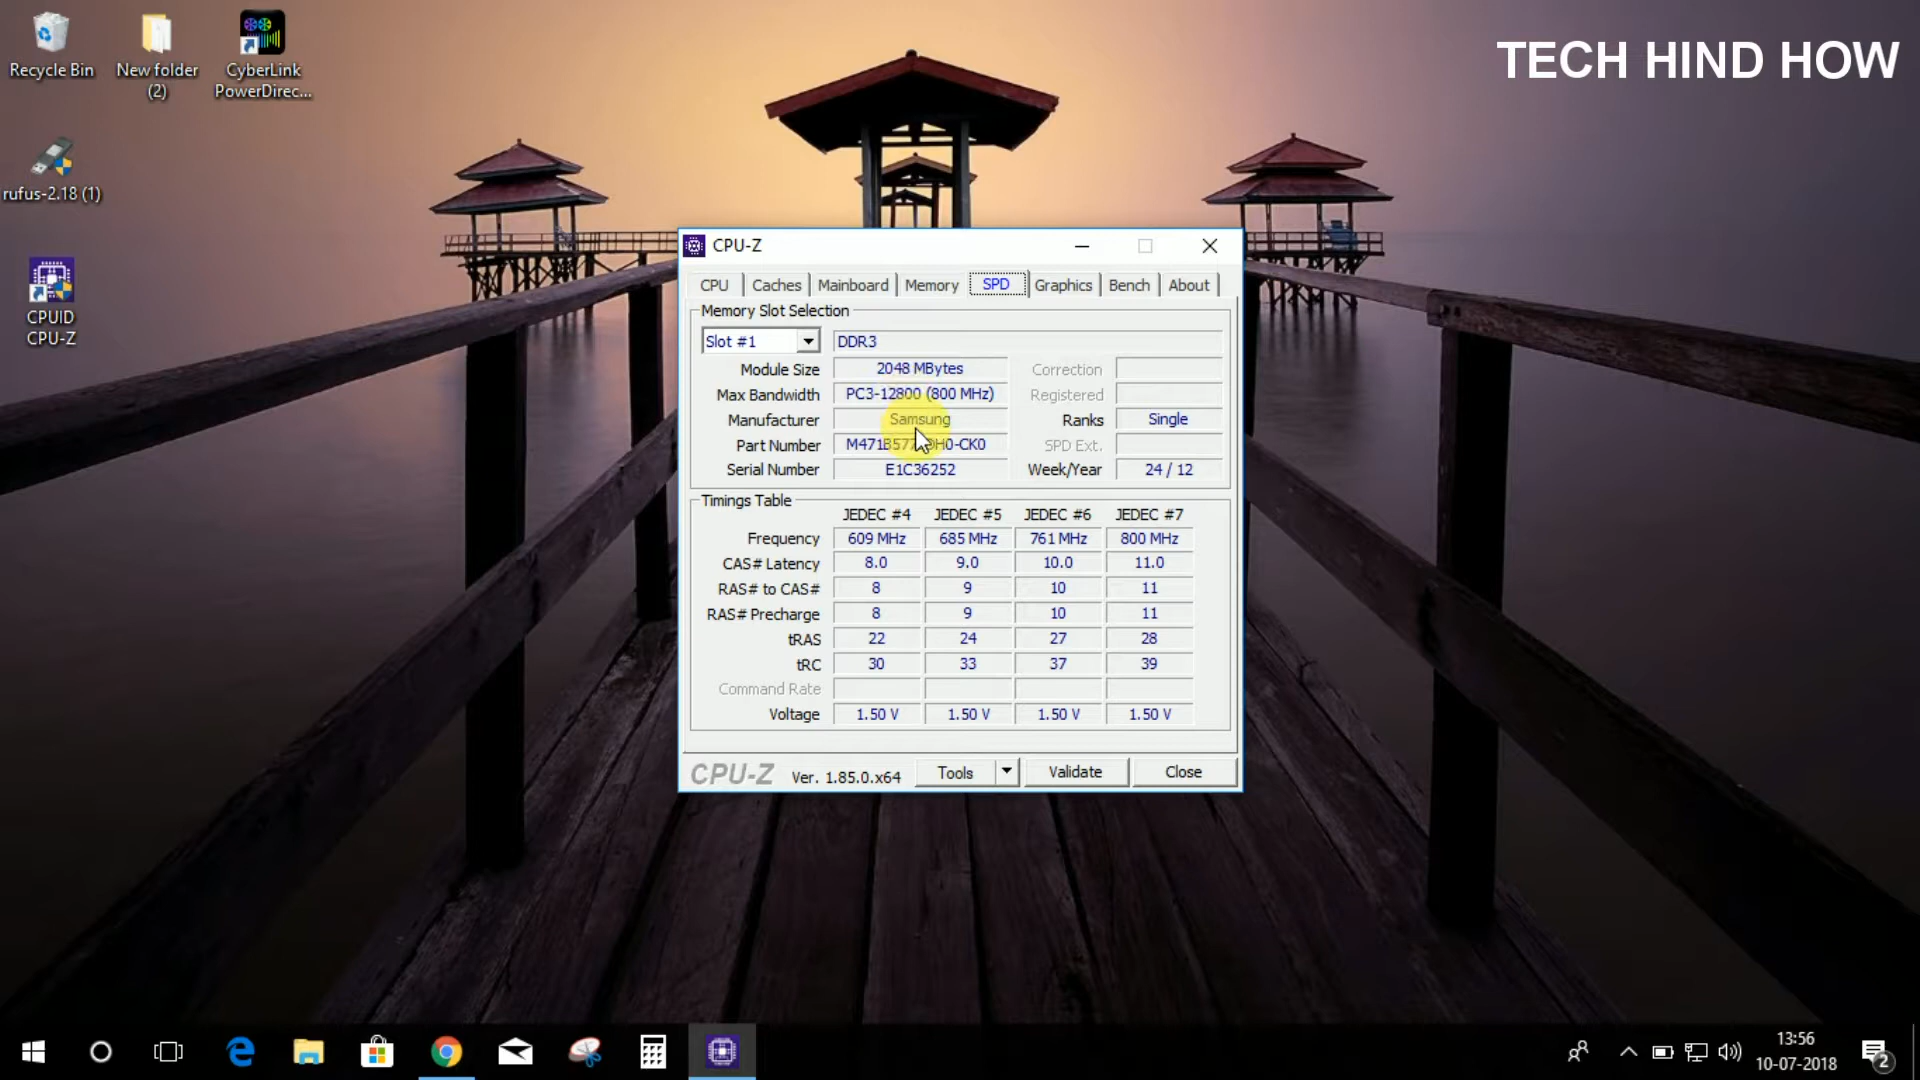 Recycle Bin
New folder (2)
CyberLink PowerDirec...
TECH HIND HOW
rufus-2.18 (1)
CPUID CPU-Z
CPU-Z
CPU Caches Mainboard Memory SPD Graphics Bench About
Memory Slot Selection
Slot #1 DDR3
Module Size 2048 MBytes Correction
Max Bandwidth PC3-12800 (800 MHz) Registered
Manufacturer Samsung Ranks Single
Part Number SPD Ext.
Serial Number E1C36252 Week/Year 24 / 12
Timings Table
JEDEC #4 JEDEC #5 JEDEC #6 JEDEC #7
Frequency 609 MHz 685 MHz 761 MHz 800 MHz
CAS# Latency 8.0 9.0 10.0 11.0
RAS# to CAS# 8 9 10 11
RAS# Precharge 8 9 10 11
tRAS 22 24 27 28
tRC 30 33 37 39
Command Rate
Voltage 1.50 V 1.50 V 1.50 V 1.50 V
CPU-Z Ver. 1.85.0.x64 Tools Validate Close
13:56
10-07-2018
2